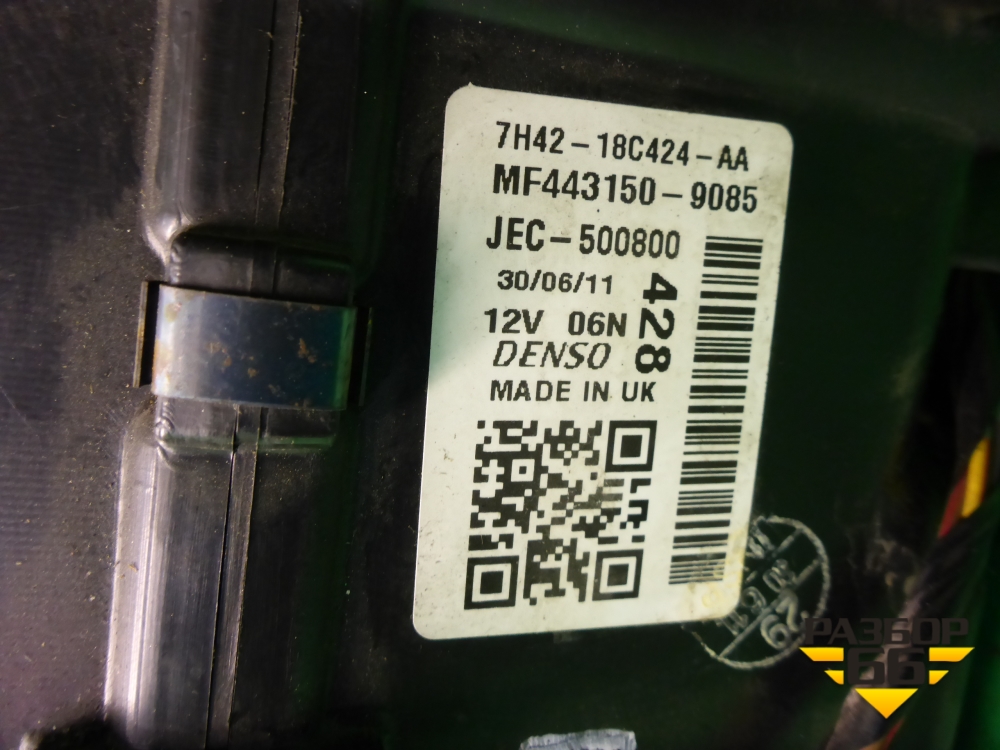 7H42-18C424-AA
MF443150-9085
JEC-500800
30/06/11
428
12V 06N
DENSO
MADE IN UK
РАЗБОР
66